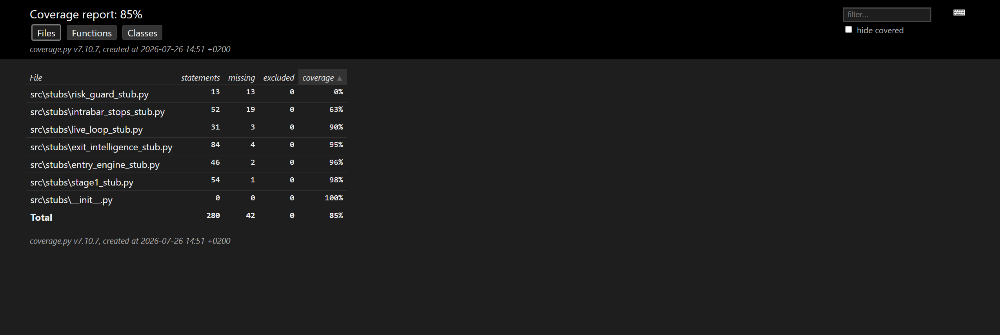 Coverage report: 85%
filter...
hide covered
Files Functions Classes
coverage.py v7.10.7, created at 2026-07-26 14:51 +0200
File statements missing excluded coverage ▲
src\stubs\risk_guard_stub.py 13 13 0 0%
src\stubs\intrabar_stops_stub.py 52 19 0 63%
src\stubs\live_loop_stub.py 31 3 0 90%
src\stubs\exit_intelligence_stub.py 84 4 0 95%
src\stubs\entry_engine_stub.py 46 2 0 96%
src\stubs\stage1_stub.py 54 1 0 98%
src\stubs\__init__.py 0 0 0 100%
Total 280 42 0 85%
coverage.py v7.10.7, created at 2026-07-26 14:51 +0200